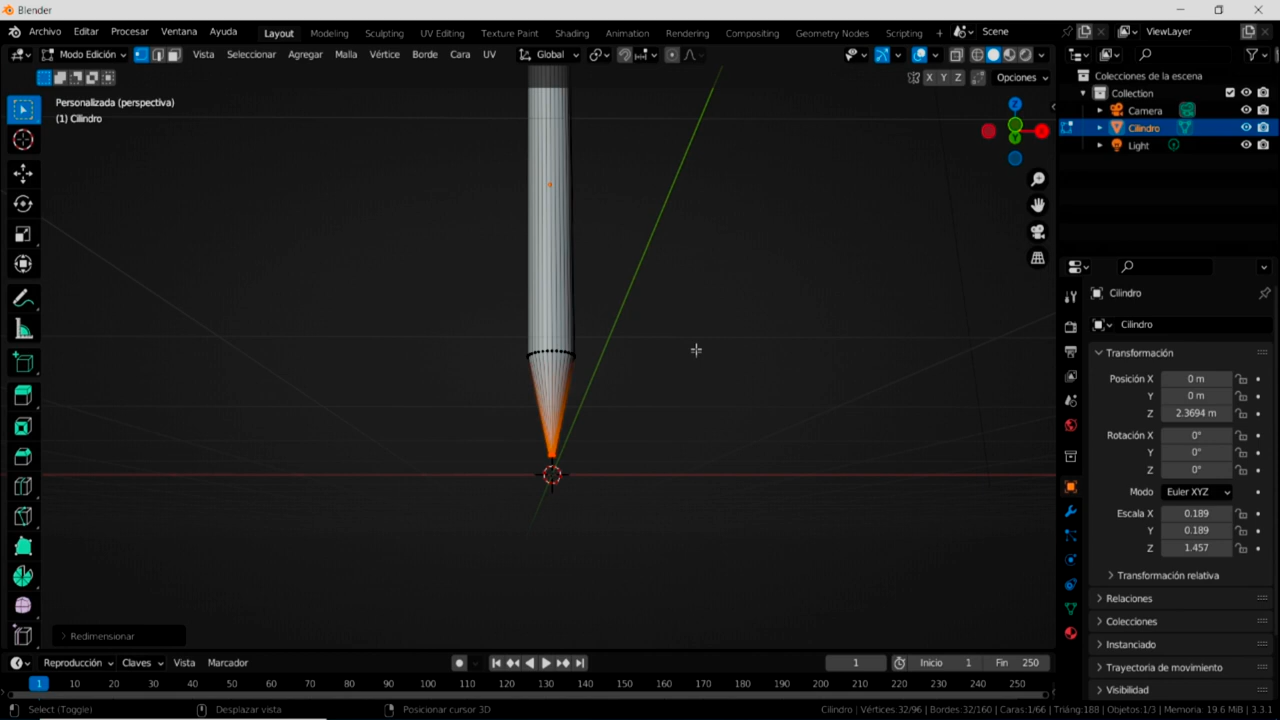 Blender
Archivo Editar Procesar Ventana Ayuda Layout Modeling Sculpting UV Editing Texture Paint Shading Animation Rendering Compositing Geometry Nodes Scripting + Scene ViewLayer
Modo Edición Vista Seleccionar Agregar Malla Vértice Borde Cara UV Global
X Y Z Opciones
Colecciones de la escena
Collection
Camera
Cilindro
Light
Personalizada (perspectiva)
(1) Cilindro
Z
Y
Cilindro
Cilindro
Transformación
Posición X 0 m
Y 0 m
Z 2.3694 m
Rotación X 0°
Y 0°
Z 0°
Modo Euler XYZ
Escala X 0.189
Y 0.189
Z 1.457
Transformación relativa
Relaciones
Colecciones
Instanciado
Trayectoria de movimiento
Visibilidad
Redimensionar
Reproducción Claves Vista Marcador 1 Inicio 1 Fin 250
1 10 20 30 40 50 60 70 80 90 100 110 120 130 140 150 160 170 180 190 200 210 220 230 240 250
Select (Toggle) Desplazar vista Posicionar cursor 3D Cilindro | Vértices:32/96 | Bordes:32/160 | Caras:1/66 | Triáng:188 | Objetos:1/3 | Memoria: 19.6 MiB | 3.3.1